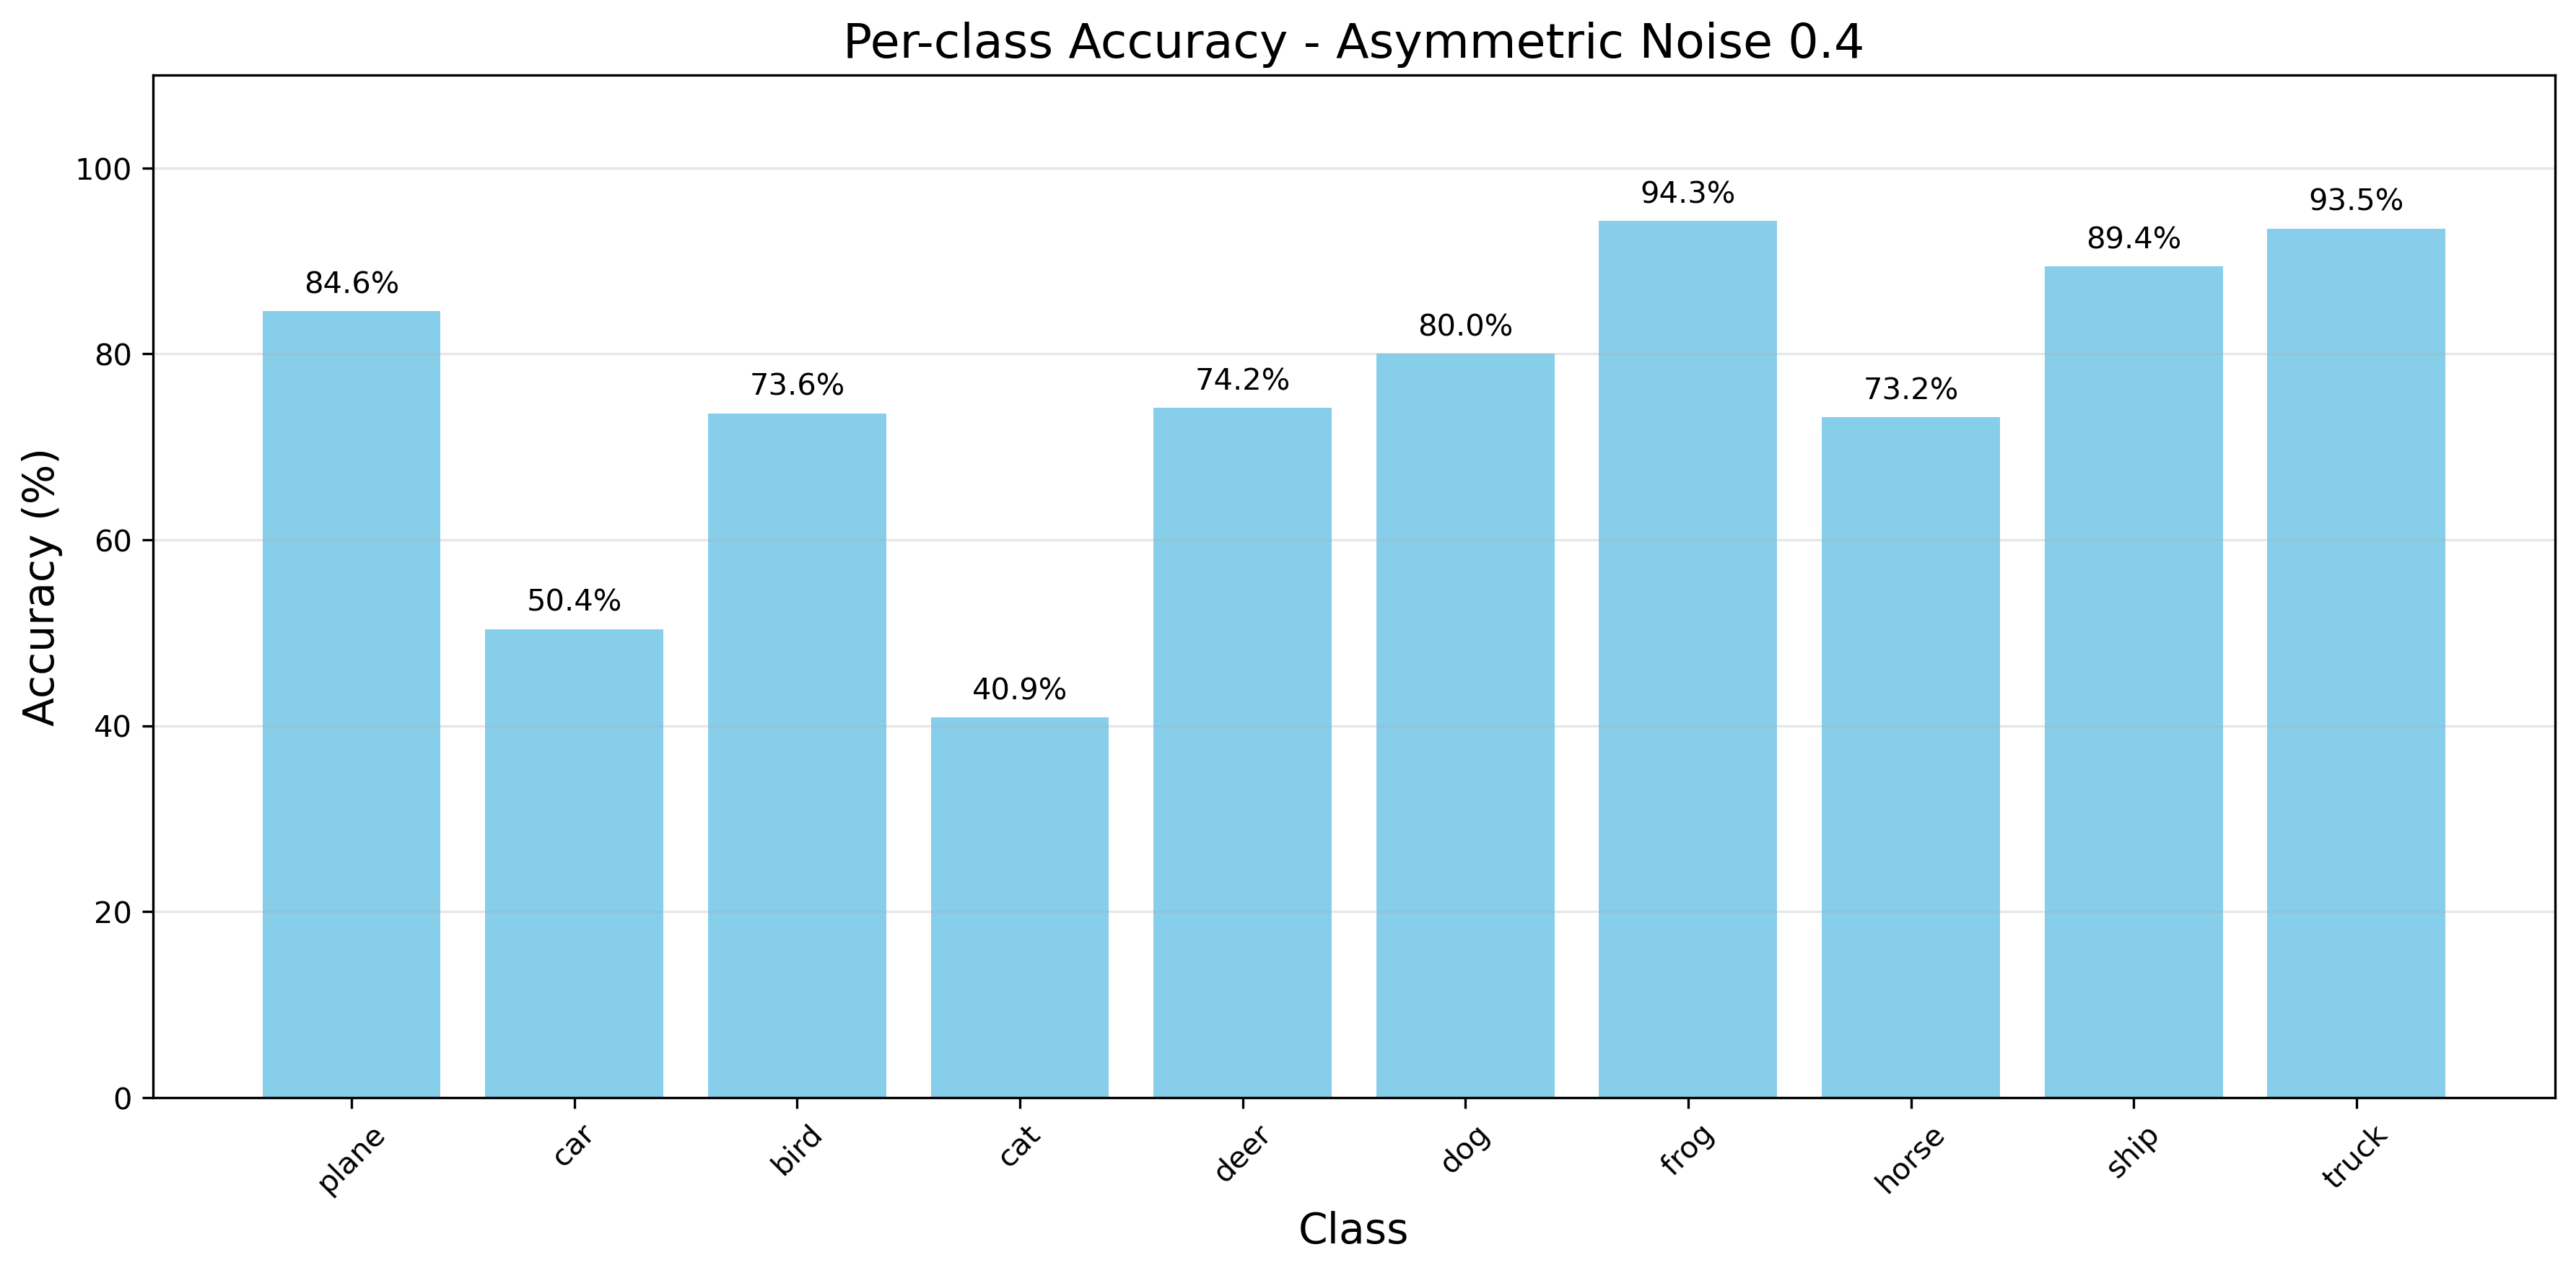 Per-class Accuracy - Asymmetric Noise 0.4
Accuracy (%)
100
80
60
40
20
0
84.6%
50.4%
73.6%
40.9%
74.2%
80.0%
94.3%
73.2%
89.4%
93.5%
plane
car
bird
cat
deer
dog
frog
horse
ship
truck
Class